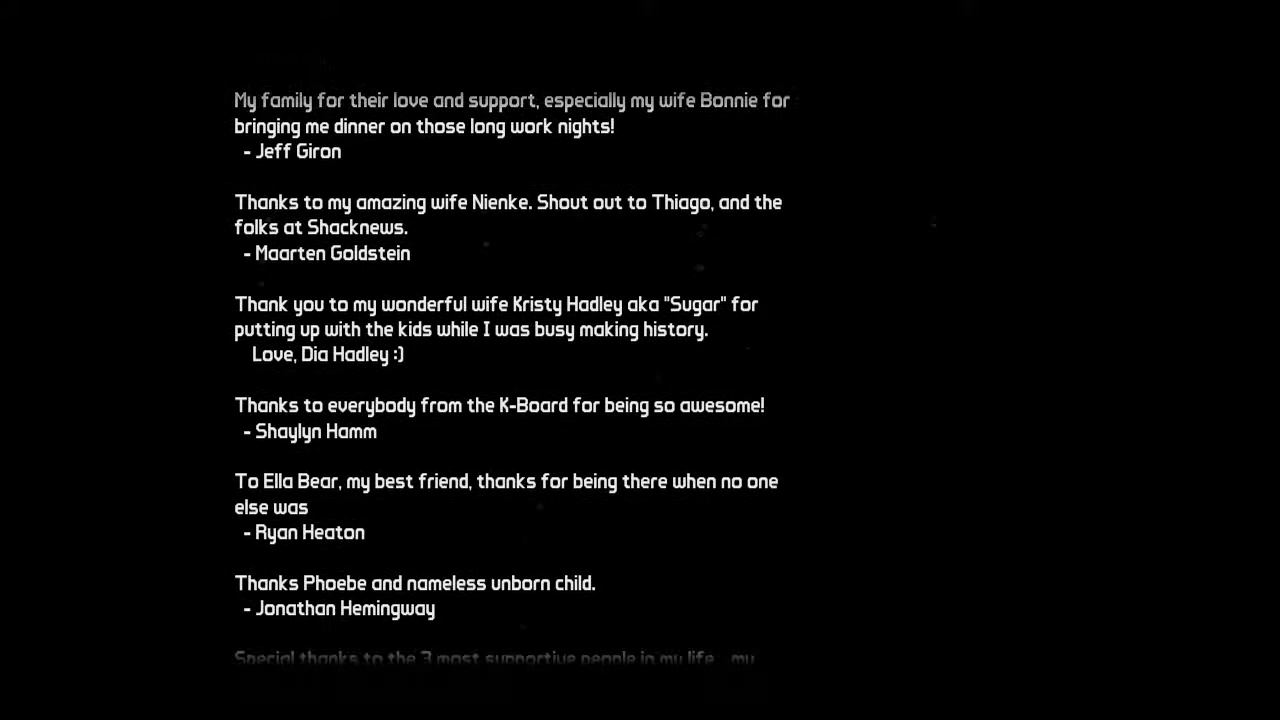 My family for their love and support, especially my wife Bonnie for
bringing me dinner on those long work nights!
- Jeff Giron
Thanks to my amazing wife Nienke. Shout out to Thiago, and the
folks at Shacknews.
- Maarten Goldstein
Thank you to my wonderful wife Kristy Hadley aka "Sugar" for
putting up with the kids while I was busy making history.
Love, Dia Hadley :)
Thanks to everybody from the K-Board for being so awesome!
- Shaylyn Hamm
To Ella Bear, my best friend, thanks for being there when no one
else was
- Ryan Heaton
Thanks Phoebe and nameless unborn child.
- Jonathan Hemingway
Special thanks to the 3 most supportive people in my life... my